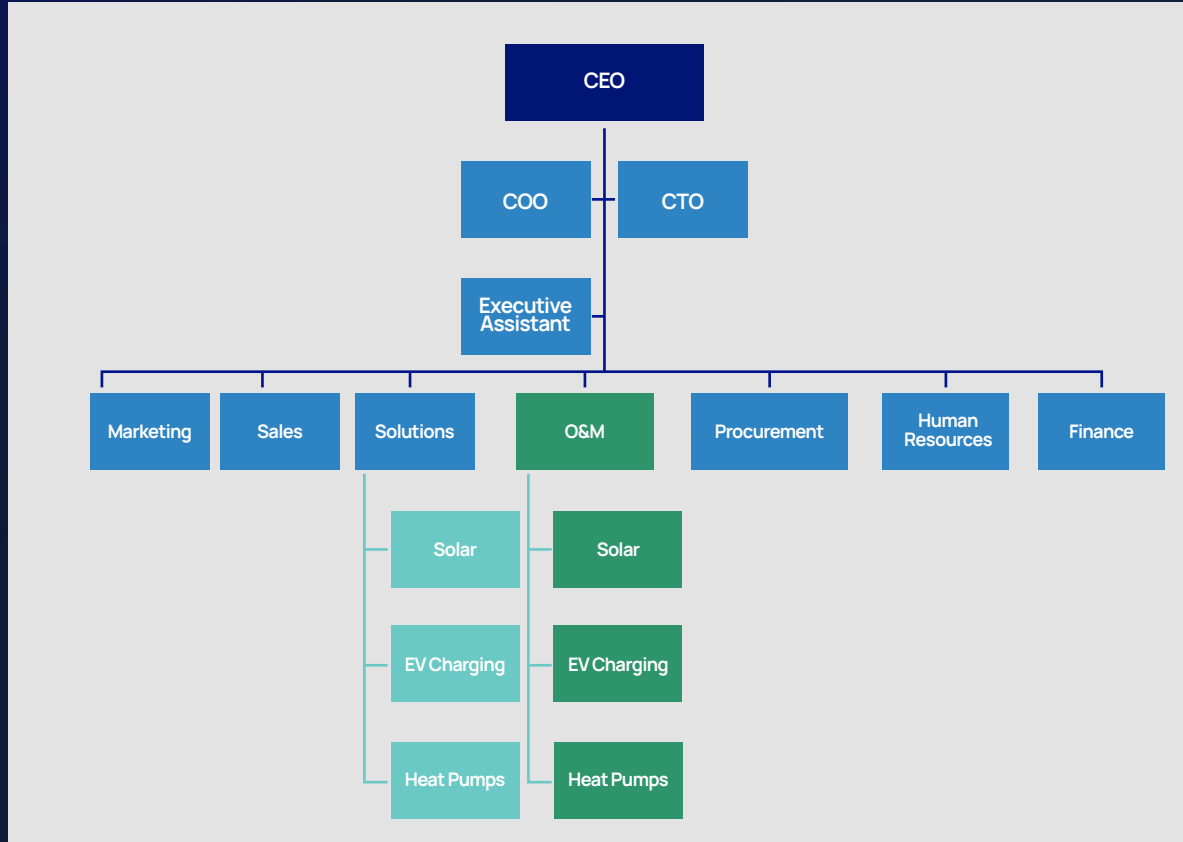 CEO
COO
CTO
Executive
Assistant
Marketing
Sales
Solutions
O&M
Procurement
Human
Resources
Finance
Solar
Solar
EV Charging
EV Charging
Heat Pumps
Heat Pumps